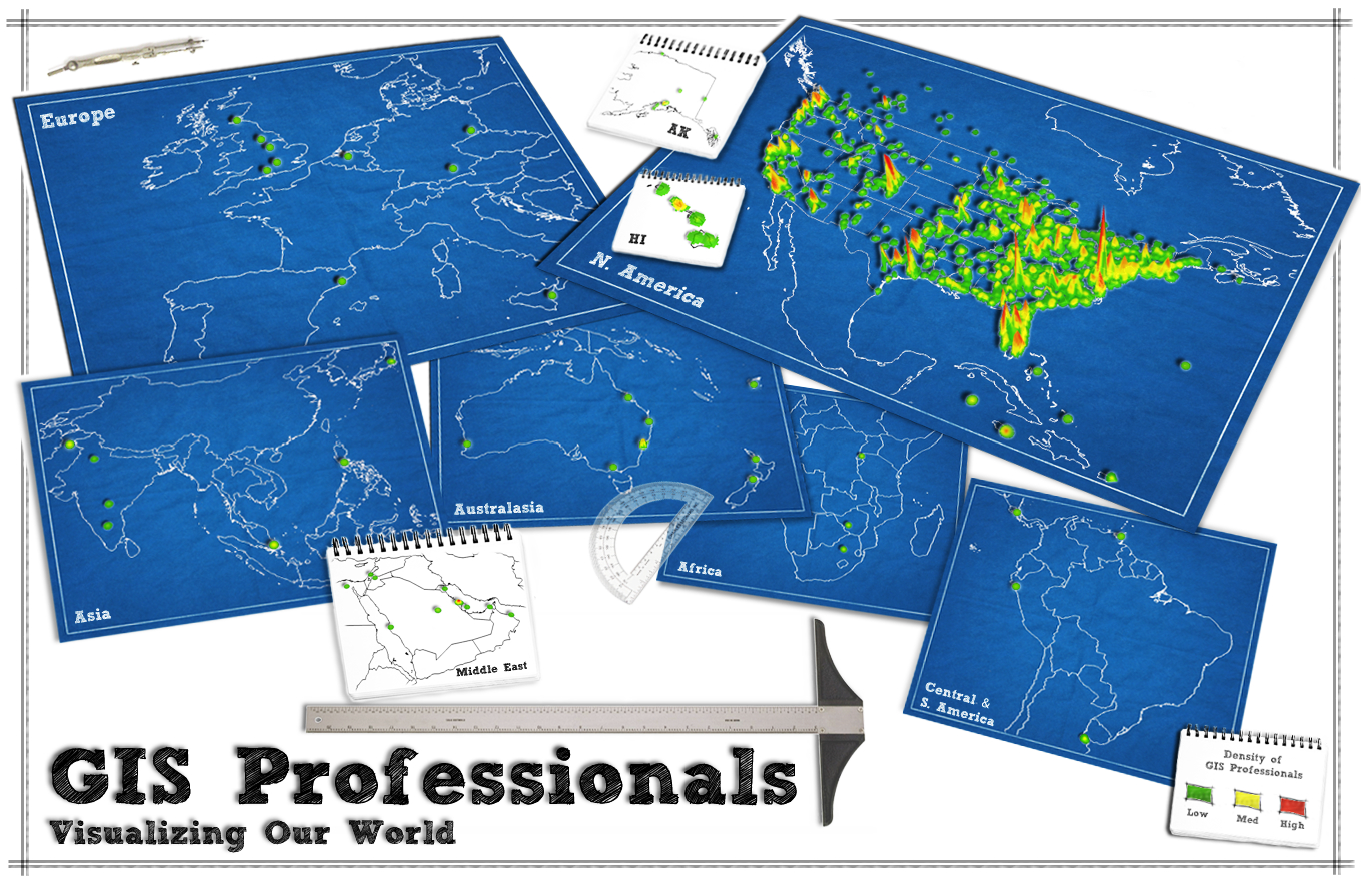 Europe
AK
HI
N. America
Asia
Australasia
Africa
Middle East
Central &
S. America
GIS Professionals
Visualizing Our World
Density of
GIS Professionals
Low
Med
High